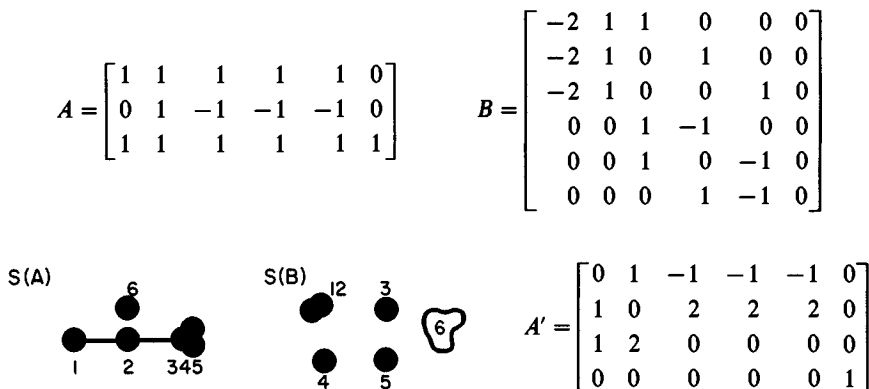 A = [ 1 1 1 1 1 0
0 1 -1 -1 -1 0
1 1 1 1 1 1 ]
B = [ -2 1 1 0 0 0
-2 1 0 1 0 0
-2 1 0 0 1 0
0 0 1 -1 0 0
0 0 1 0 -1 0
0 0 0 1 -1 0 ]
S(A)
6
1 2 345
S(B)
12 3
6
4 5
A' = [ 0 1 -1 -1 -1 0
1 0 2 2 2 0
1 2 0 0 0 0
0 0 0 0 0 1 ]